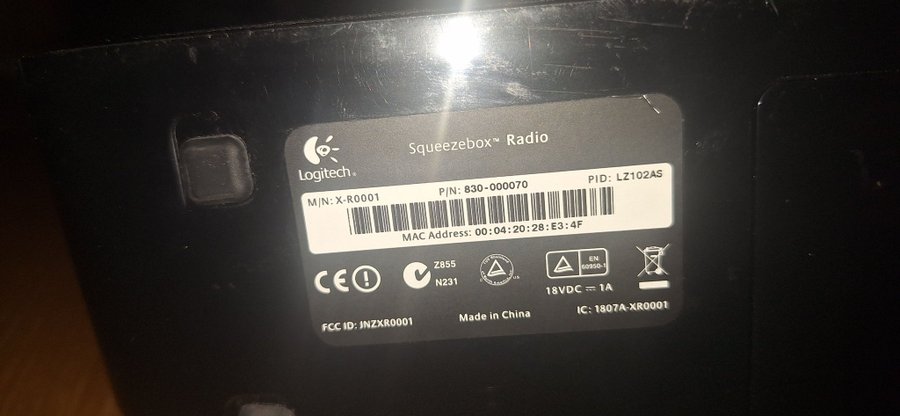 Squeezebox™ Radio
Logitech®
M/N: X-R0001 P/N: 830-000070 PID: LZ102AS
MAC Address: 00:04:20:28:E3:4F
CE
Z855
N231
EN
60950-1
18VDC ⎓ 1A
FCC ID: JNZXR0001 Made in China IC: 1807A-XR0001